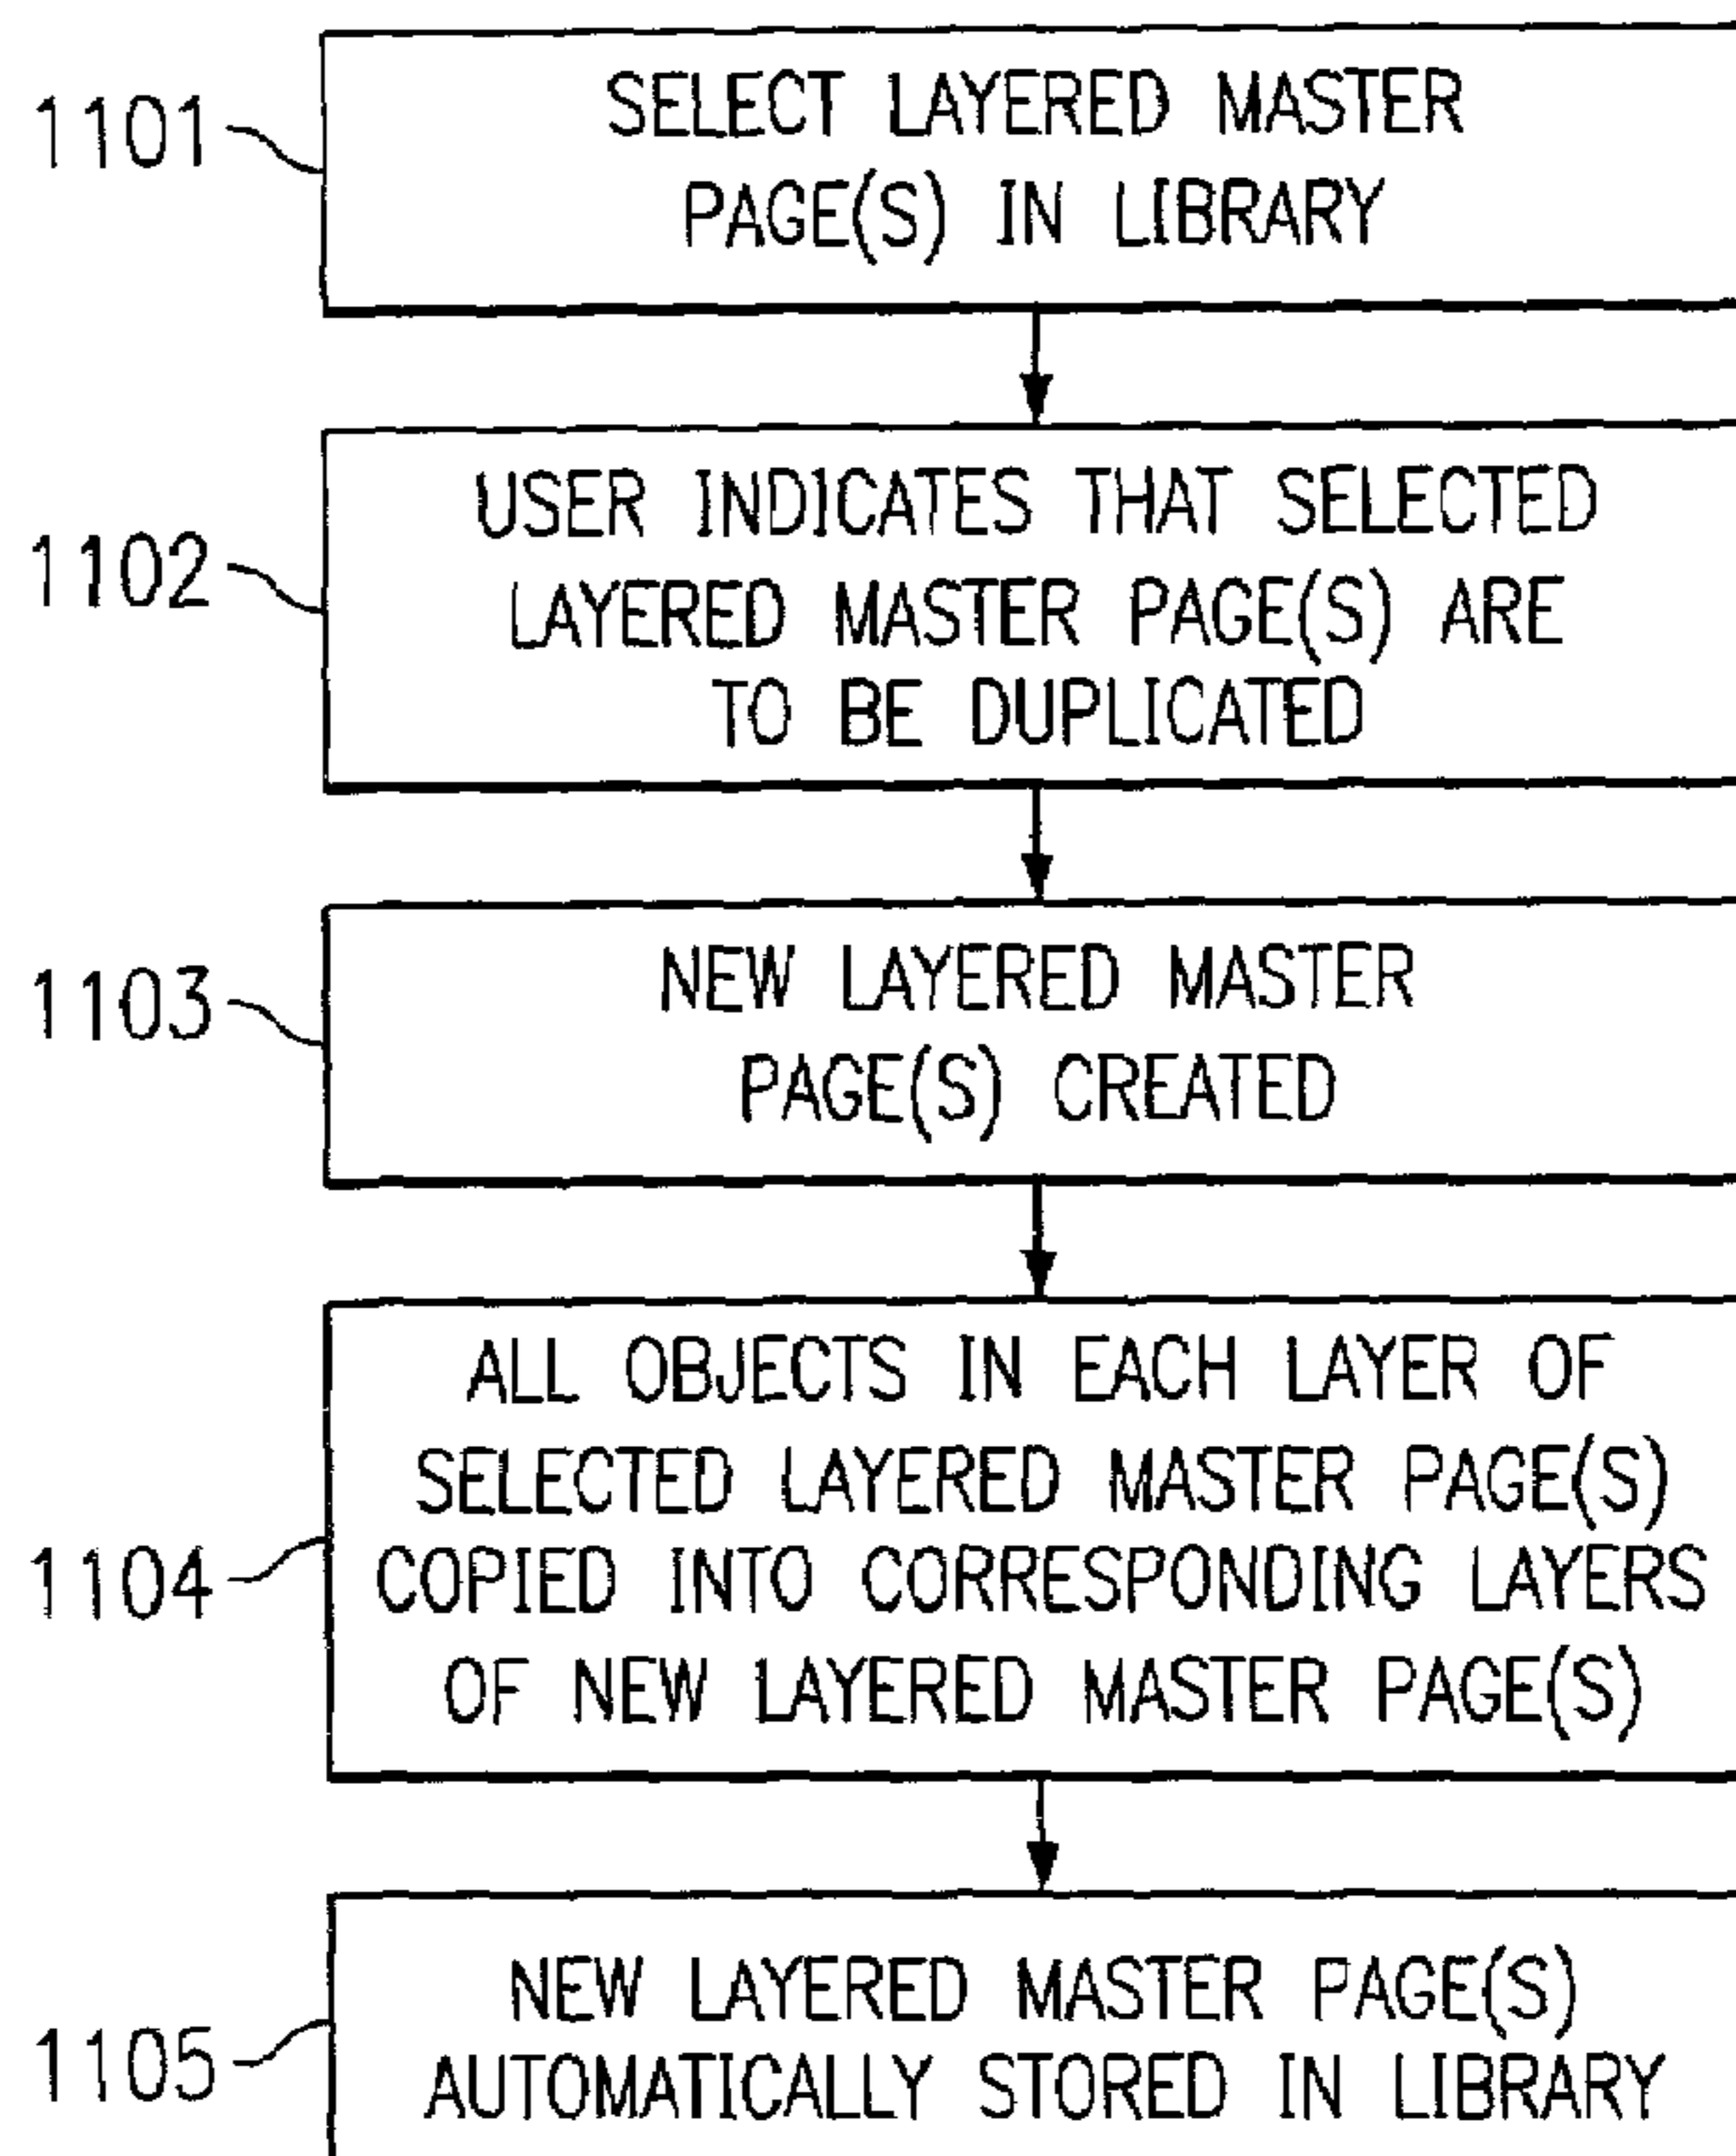 1101
SELECT LAYERED MASTER
PAGE(S) IN LIBRARY
1102
USER INDICATES THAT SELECTED
LAYERED MASTER PAGE(S) ARE
TO BE DUPLICATED
1103
NEW LAYERED MASTER
PAGE(S) CREATED
1104
ALL OBJECTS IN EACH LAYER OF
SELECTED LAYERED MASTER PAGE(S)
COPIED INTO CORRESPONDING LAYERS
OF NEW LAYERED MASTER PAGE(S)
1105
NEW LAYERED MASTER PAGE(S)
AUTOMATICALLY STORED IN LIBRARY